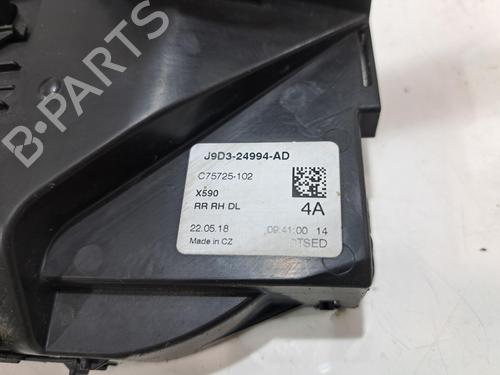 B-PARTS
J9D3-24994-AD
C75725-102
X590
RR RH DL
4A
22.05.18 09:41:00 14
Made in CZ